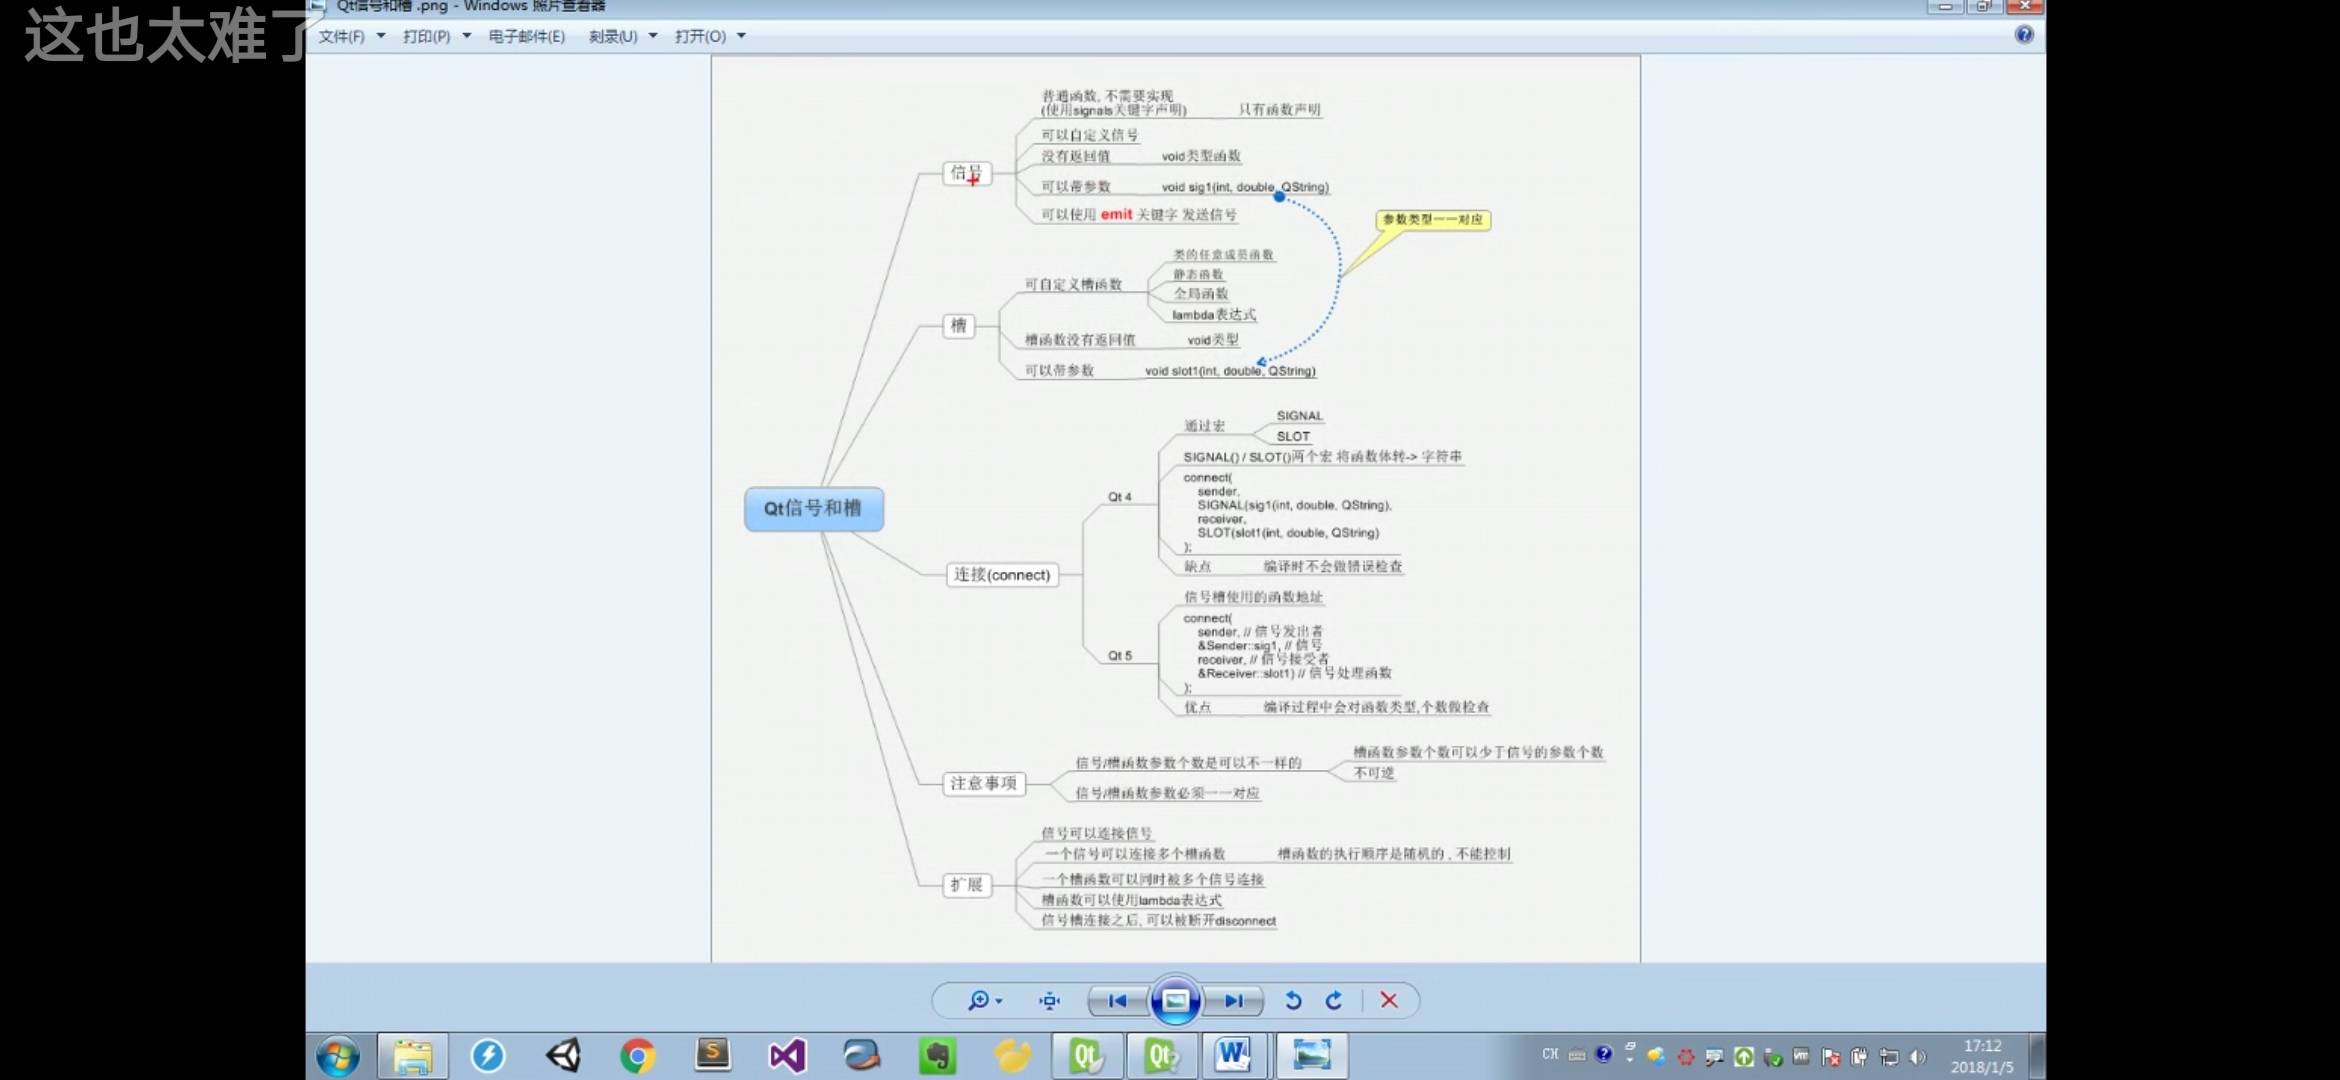 这也太难了
Qt信号和槽 .png - Windows 照片查看器
文件(F) 打印(P) 电子邮件(E) 刻录(U) 打开(O)
普通函数, 不需要实现
(使用signals关键字声明) 只有函数声明
可以自定义信号
没有返回值 void类型函数
信号
可以带参数 void sig1(int, double, QString)
可以使用 emit 关键字 发送信号
参数类型一一对应
类的任意成员函数
静态函数
可自定义槽函数
全局函数
lambda表达式
槽
槽函数没有返回值 void类型
可以带参数 void slot1(int, double, QString)
SIGNAL
通过宏
SLOT
SIGNAL() / SLOT()两个宏 将函数体转-> 字符串
connect(
sender,
Qt 4
SIGNAL(sig1(int, double, QString),
receiver,
SLOT(slot1(int, double, QString)
);
缺点 编译时不会做错误检查
Qt信号和槽
连接(connect)
信号槽使用的函数地址
connect(
sender, // 信号发出者
&Sender::sig1, // 信号
Qt 5
receiver, // 信号接受者
&Receiver::slot1) // 信号处理函数
);
优点 编译过程中会对函数类型,个数做检查
槽函数参数个数可以少于信号的参数个数
信号/槽函数参数个数是可以不一样的
不可逆
注意事项
信号/槽函数参数必须一一对应
信号可以连接信号
一个信号可以连接多个槽函数 槽函数的执行顺序是随机的 , 不能控制
扩展
一个槽函数可以同时被多个信号连接
槽函数可以使用lambda表达式
信号槽连接之后, 可以被断开disconnect
CH
17:12
2018/1/5